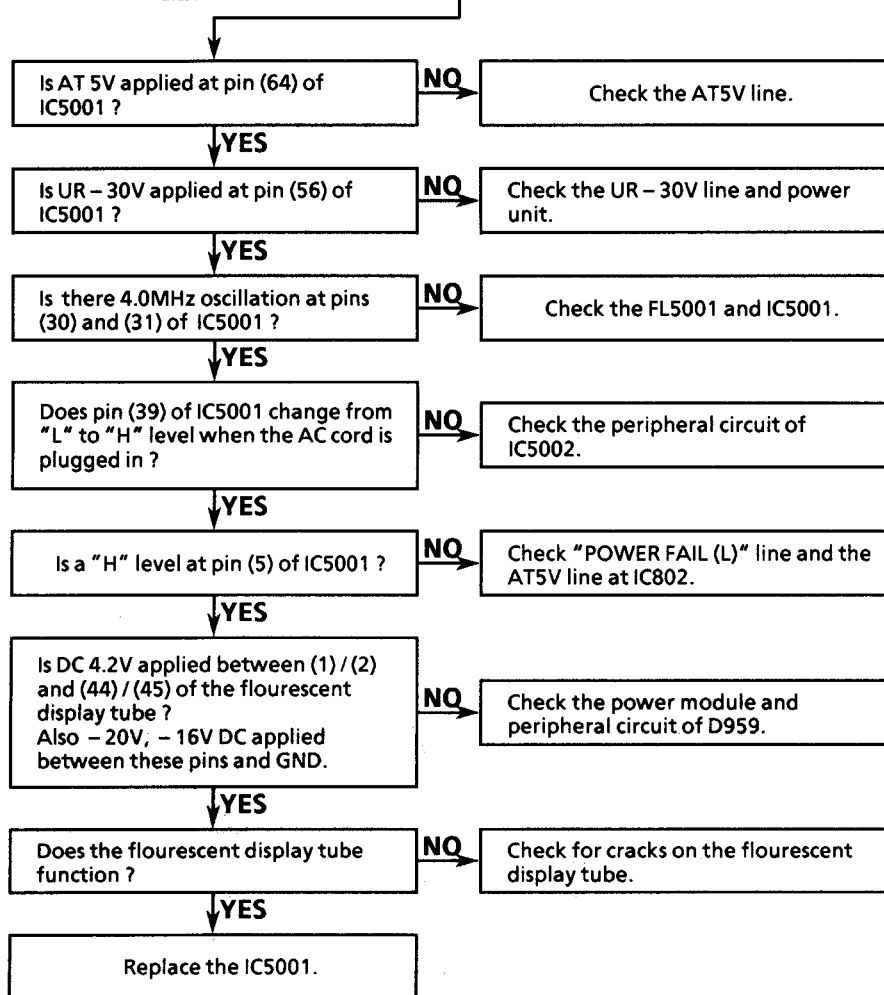 Is AT 5V applied at pin (64) of
IC5001 ?
NO
Check the AT5V line.
YES
Is UR – 30V applied at pin (56) of
IC5001 ?
NO
Check the UR – 30V line and power
unit.
YES
Is there 4.0MHz oscillation at pins
(30) and (31) of IC5001 ?
NO
Check the FL5001 and IC5001.
YES
Does pin (39) of IC5001 change from
"L" to "H" level when the AC cord is
plugged in ?
NO
Check the peripheral circuit of
IC5002.
YES
Is a "H" level at pin (5) of IC5001 ?
NO
Check "POWER FAIL (L)" line and the
AT5V line at IC802.
YES
Is DC 4.2V applied between (1) / (2)
and (44) / (45) of the flourescent
display tube ?
Also – 20V, – 16V DC applied
between these pins and GND.
NO
Check the power module and
peripheral circuit of D959.
YES
Does the flourescent display tube
function ?
NO
Check for cracks on the flourescent
display tube.
YES
Replace the IC5001.